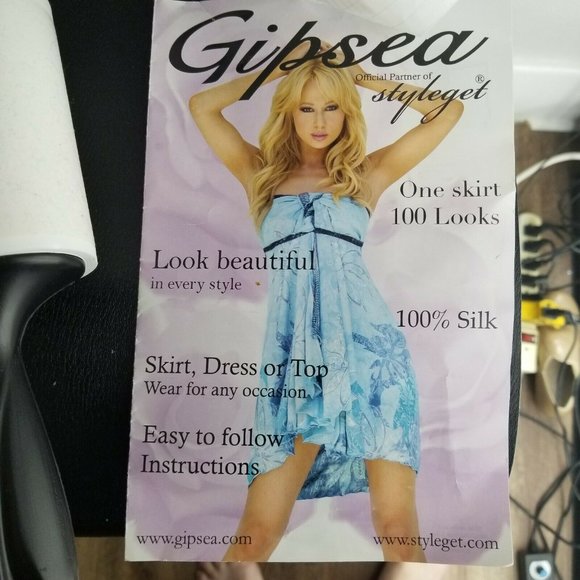 Gipsea
Official Partner of
styleget®
One skirt
100 Looks
Look beautiful
in every style
100% Silk
Skirt, Dress or Top
Wear for any occasion
Easy to follow
Instructions
www.gipsea.com
www.styleget.com